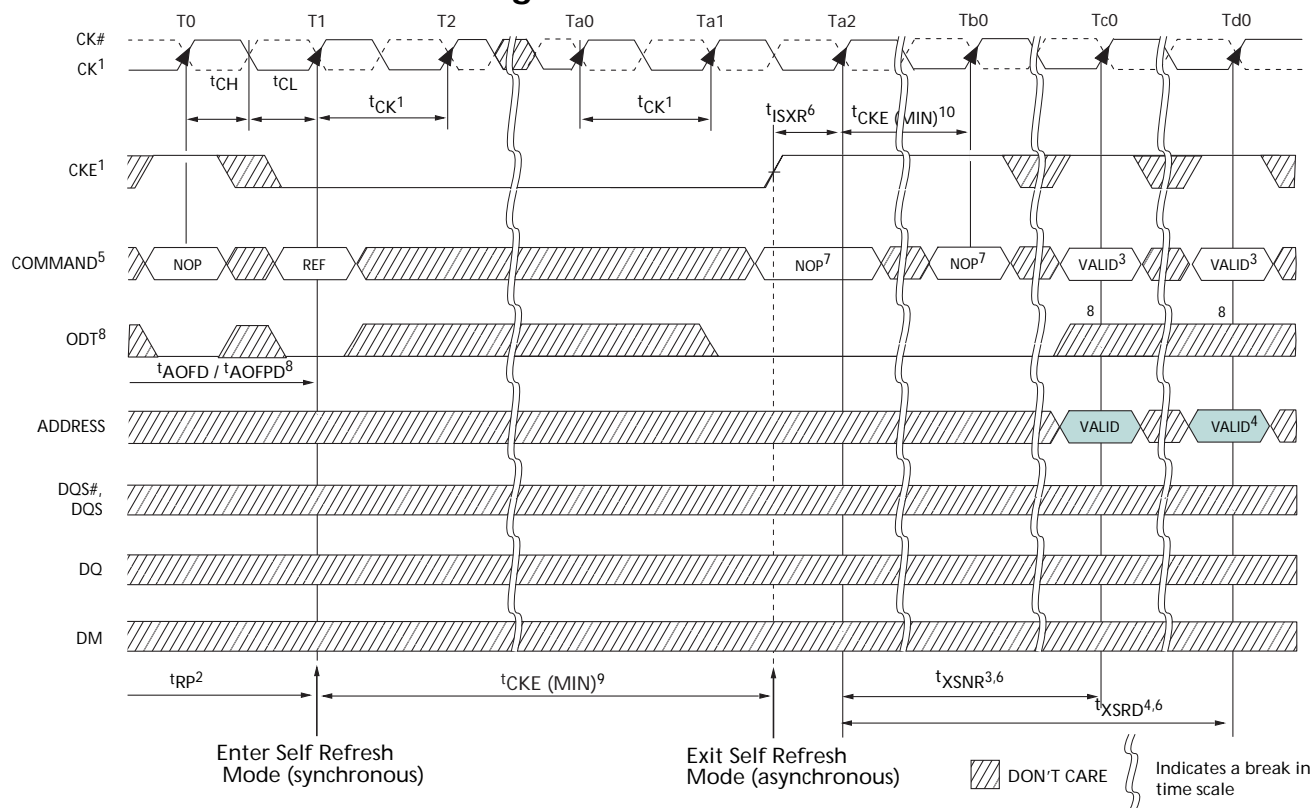 T0 T1 T2 Ta0 Ta1 Ta2 Tb0 Tc0 Td0
CK#
CK1
tCH tCL
tCK1
tCK1
tISXR6
tCKE (MIN)10
CKE1
COMMAND5
NOP REF NOP7 NOP7 VALID3 VALID3
ODT8
8 8
tAOFD / tAOFPD8
ADDRESS
VALID VALID4
DQS#,
DQS
DQ
DM
tRP2
tCKE (MIN)9
tXSNR3,6
tXSRD4,6
Enter Self Refresh
Mode (synchronous)
Exit Self Refresh
Mode (asynchronous)
DON'T CARE
Indicates a break in
time scale